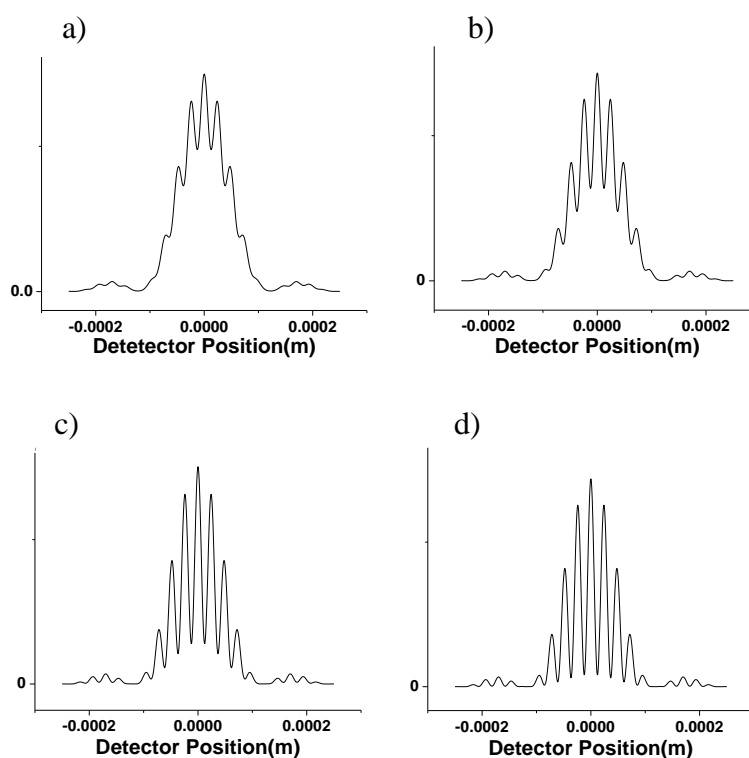 a)
0.0
-0.0002 0.0000 0.0002
Detetector Position(m)
b)
0
-0.0002 0.0000 0.0002
Detector Position(m)
c)
0
-0.0002 0.0000 0.0002
Detector Position(m)
d)
0
-0.0002 0.0000 0.0002
Detector Position(m)